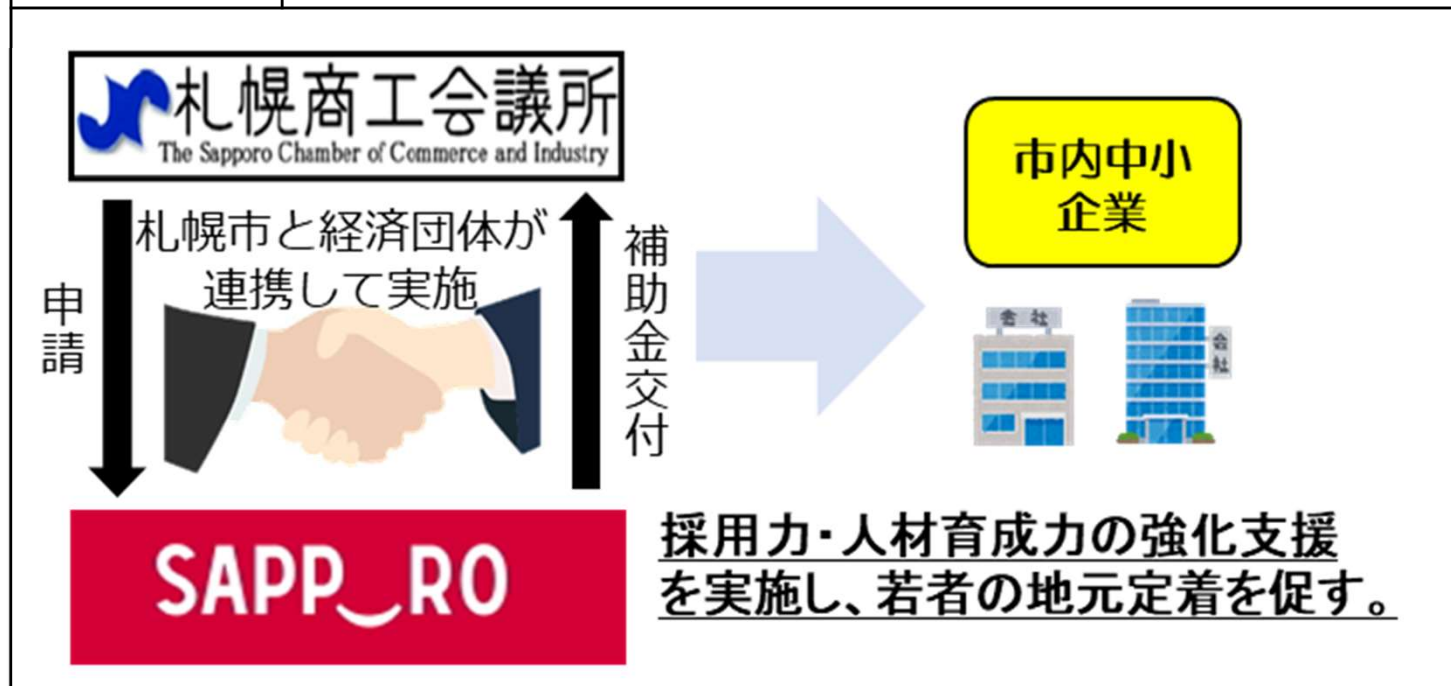 札幌商工会議所
The Sapporo Chamber of Commerce and Industry
札幌市と経済団体が
連携して実施
申請
補助金交付
SAPP‿RO
市内中小
企業
会社
会社
採用力・人材育成力の強化支援
を実施し、若者の地元定着を促す。